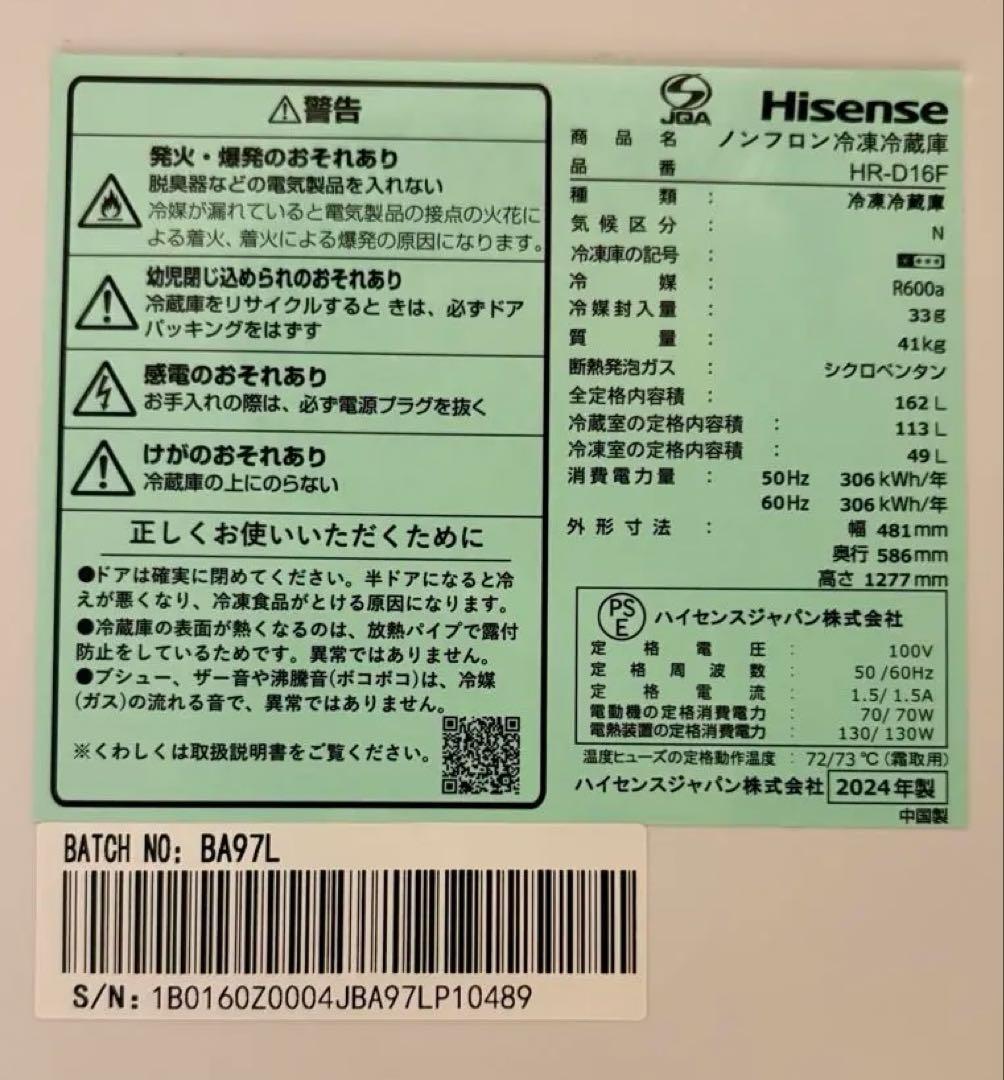 ⚠警告
発火・爆発のおそれあり
脱臭器などの電気製品を入れない
冷媒が漏れていると電気製品の接点の火花に
よる着火、着火による爆発の原因になります。
幼児閉じ込められのおそれあり
冷蔵庫をリサイクルすると きは、必ずドア
パッキングをはずす
感電のおそれあり
お手入れの際は、必ず電源プラグを抜く
けがのおそれあり
冷蔵庫の上にのらない
正しくお使いいただくために
●ドアは確実に閉めてください。半ドアになると冷
えが悪くなり、冷凍食品がとける原因になります。
●冷蔵庫の表面が熱くなるのは、放熱パイプで露付
防止をしているためです。異常ではありません。
●ブシュー、ザー音や沸騰音(ボコボコ)は、冷媒
(ガス)の流れる音で、異常ではありません。
※くわしくは取扱説明書をご覧ください。
JQA
Hisense
商品名 ノンフロン冷凍冷蔵庫
品番 HR-D16F
種類 : 冷凍冷蔵庫
気候区分 : N
冷凍庫の記号 :
冷媒 : R600a
冷媒封入量 : 33g
質量 : 41kg
断熱発泡ガス : シクロペンタン
全定格内容積 : 162 L
冷蔵室の定格内容積 : 113 L
冷凍室の定格内容積 : 49 L
消費電力量 : 50Hz 306 kWh/年
60Hz 306 kWh/年
外形寸法 : 幅 481mm
奥行 586mm
高さ 1277mm
PS
E
ハイセンスジャパン株式会社
定格電圧 : 100V
定格周波数 : 50/60Hz
定格電流 : 1.5/1.5A
電動機の定格消費電力 : 70/70W
電熱装置の定格消費電力 : 130/130W
温度ヒューズの定格動作温度 : 72/73℃(霜取用)
ハイセンスジャパン株式会社 2024年製
中国製
BATCH NO: BA97L
S/N: 1B0160Z0004JBA97LP10489